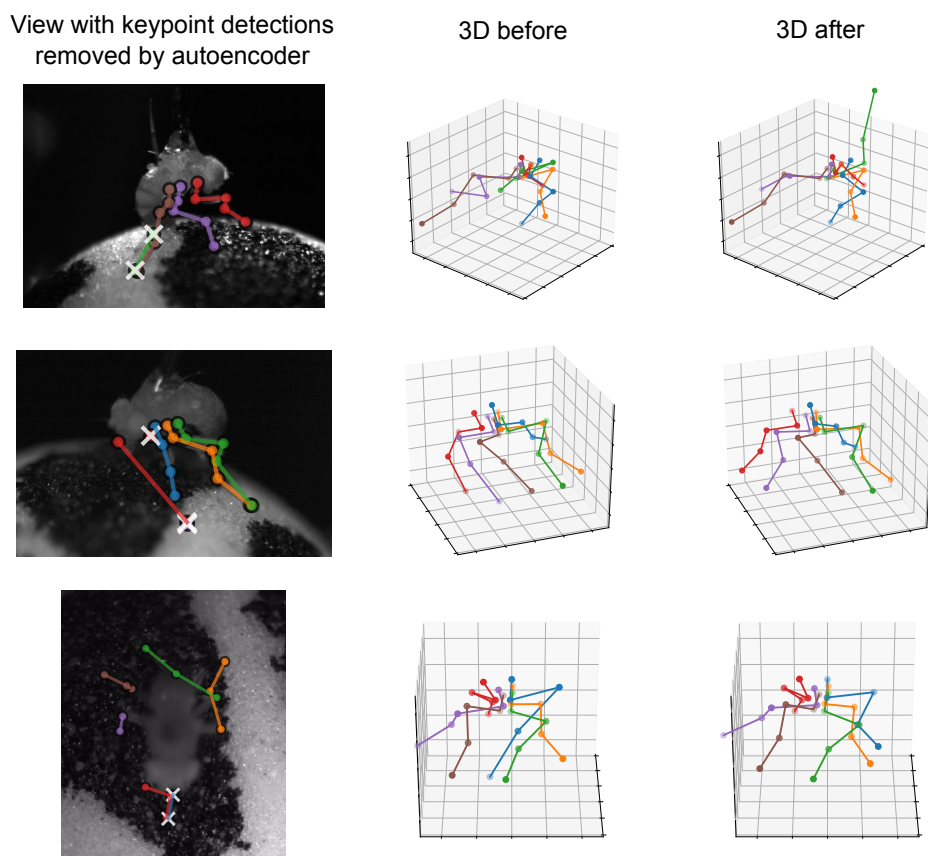 View with keypoint detections
removed by autoencoder
3D before
3D after